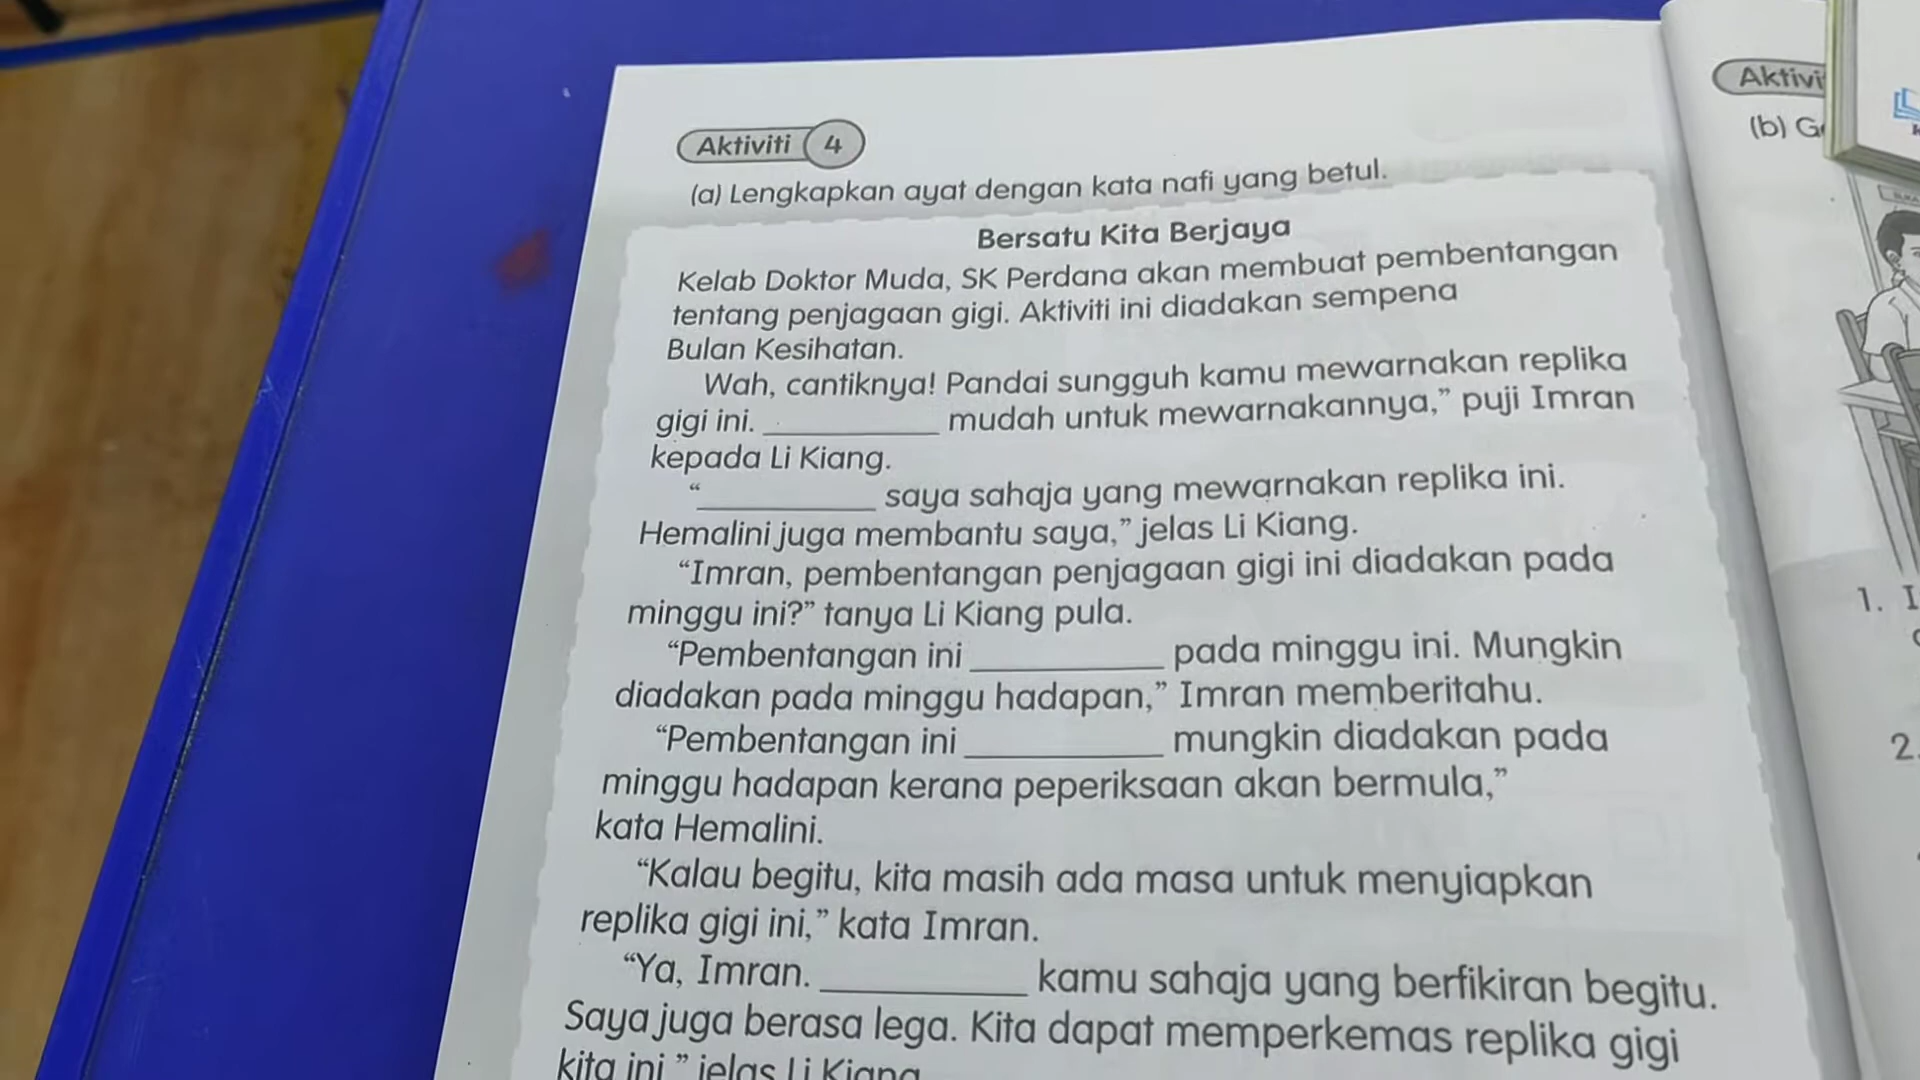 Aktiviti 4
(a) Lengkapkan ayat dengan kata nafi yang betul.
Bersatu Kita Berjaya
Kelab Doktor Muda, SK Perdana akan membuat pembentangan
tentang penjagaan gigi. Aktiviti ini diadakan sempena
Bulan Kesihatan.
Wah, cantiknya! Pandai sungguh kamu mewarnakan replika
gigi ini. __________ mudah untuk mewarnakannya,” puji Imran
kepada Li Kiang.
“__________ saya sahaja yang mewarnakan replika ini.
Hemalini juga membantu saya,” jelas Li Kiang.
“Imran, pembentangan penjagaan gigi ini diadakan pada
minggu ini?” tanya Li Kiang pula.
“Pembentangan ini __________ pada minggu ini. Mungkin
diadakan pada minggu hadapan,” Imran memberitahu.
“Pembentangan ini __________ mungkin diadakan pada
minggu hadapan kerana peperiksaan akan bermula,”
kata Hemalini.
“Kalau begitu, kita masih ada masa untuk menyiapkan
replika gigi ini,” kata Imran.
“Ya, Imran. __________ kamu sahaja yang berfikiran begitu.
Saya juga berasa lega. Kita dapat memperkemas replika gigi
kita ini,” jelas Li Kiang
(b)
1.
2.